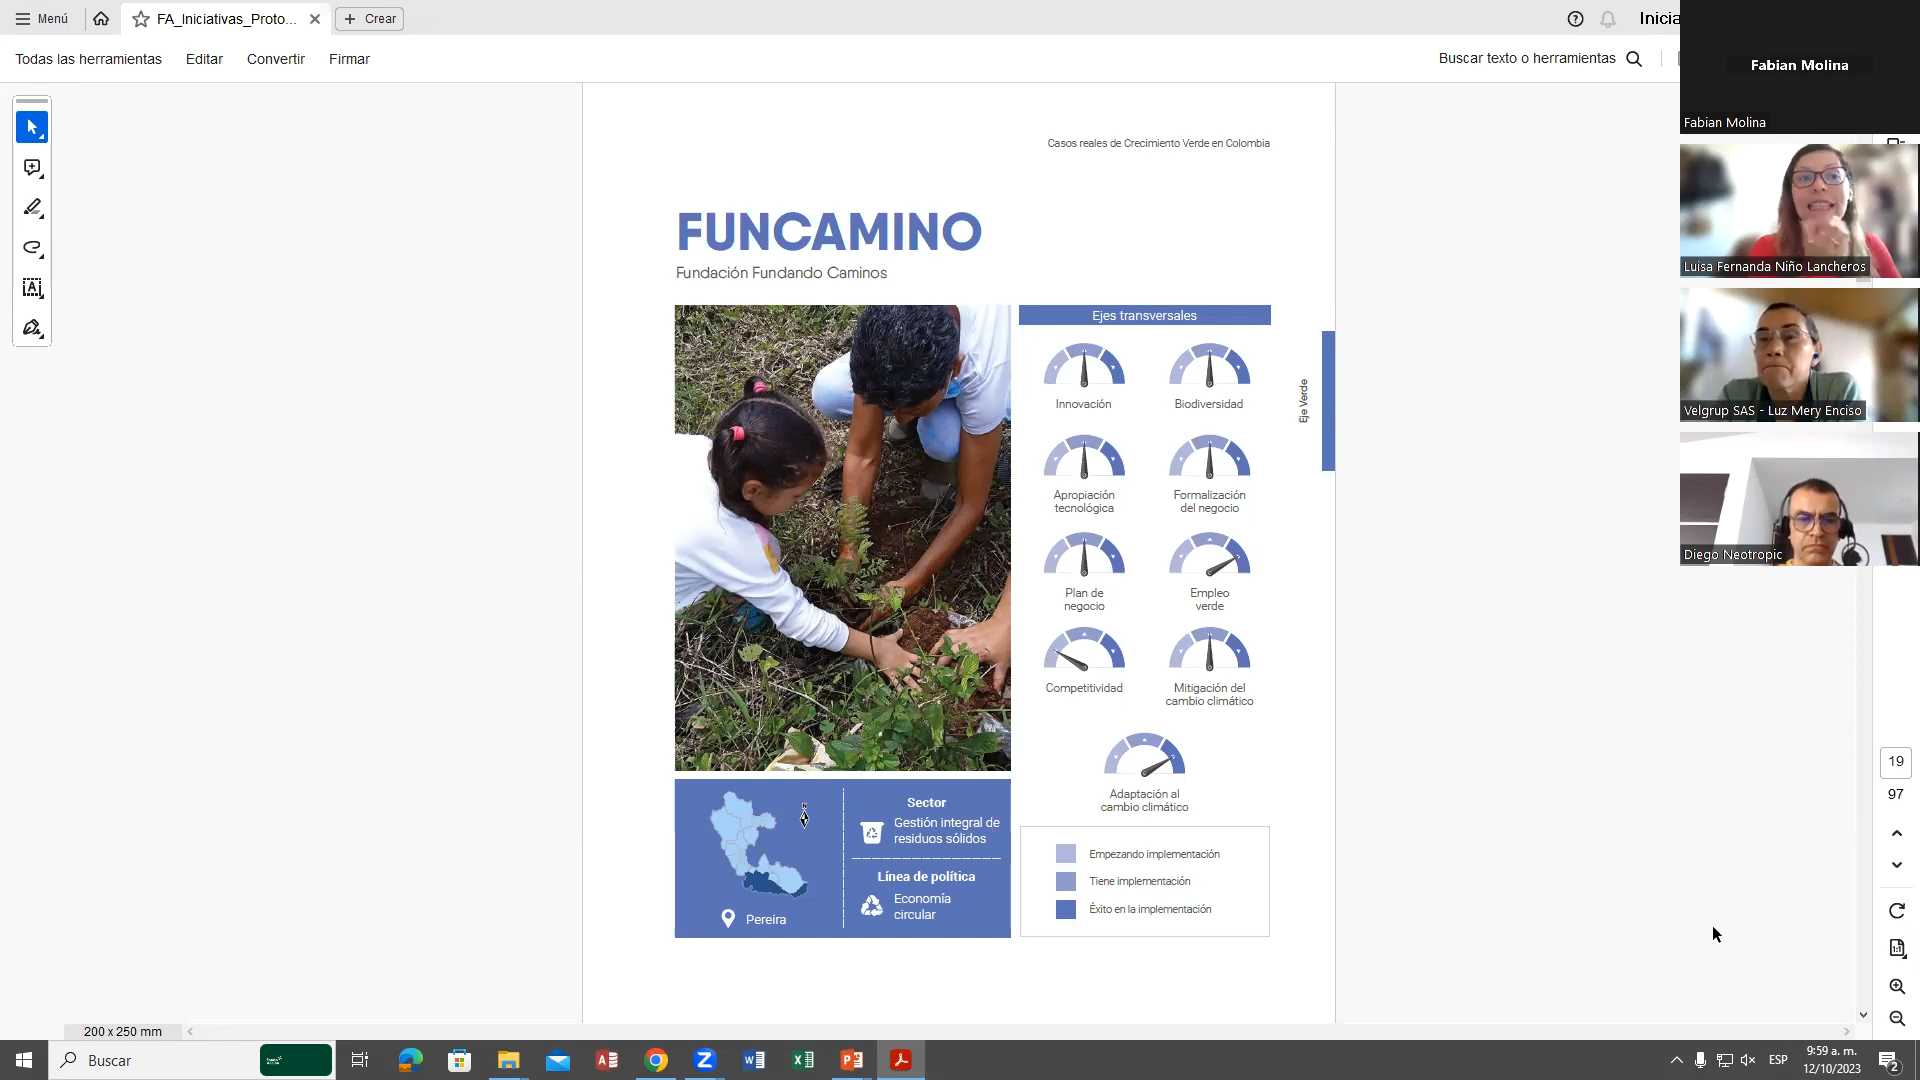 Menú
FA_Iniciativas_Proto...
Crear
Inicia
Todas las herramientas
Editar
Convertir
Firmar
Buscar texto o herramientas
Fabian Molina
Fabian Molina
Luisa Fernanda Niño Lancheros
Velgrup SAS - Luz Mery Enciso
Diego Neotropic
Casos reales de Crecimiento Verde en Colombia
FUNCAMINO
Fundación Fundando Caminos
Ejes transversales
Innovación
Biodiversidad
Apropiación
tecnológica
Formalización
del negocio
Plan de
negocio
Empleo
verde
Competitividad
Mitigación del
cambio climático
Adaptación al
cambio climático
Eje Verde
N
Pereira
Sector
Gestión integral de
residuos sólidos
Línea de política
Economía
circular
Empezando implementación
Tiene implementación
Éxito en la implementación
19
97
200 x 250 mm
Buscar
ESP
9:59 a. m.
12/10/2023
2